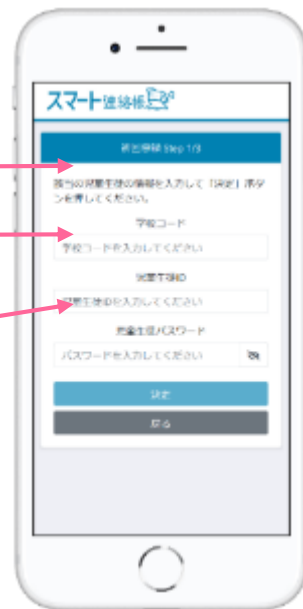 スマート連絡帳
新規登録 Step 1/3
該当の児童生徒の情報を入力して「決定」ボタ
ンを押してください。
学校コード
学校コードを入力してください
児童生徒ID
児童生徒IDを入力してください
児童生徒パスワード
パスワードを入力してください
決定
戻る